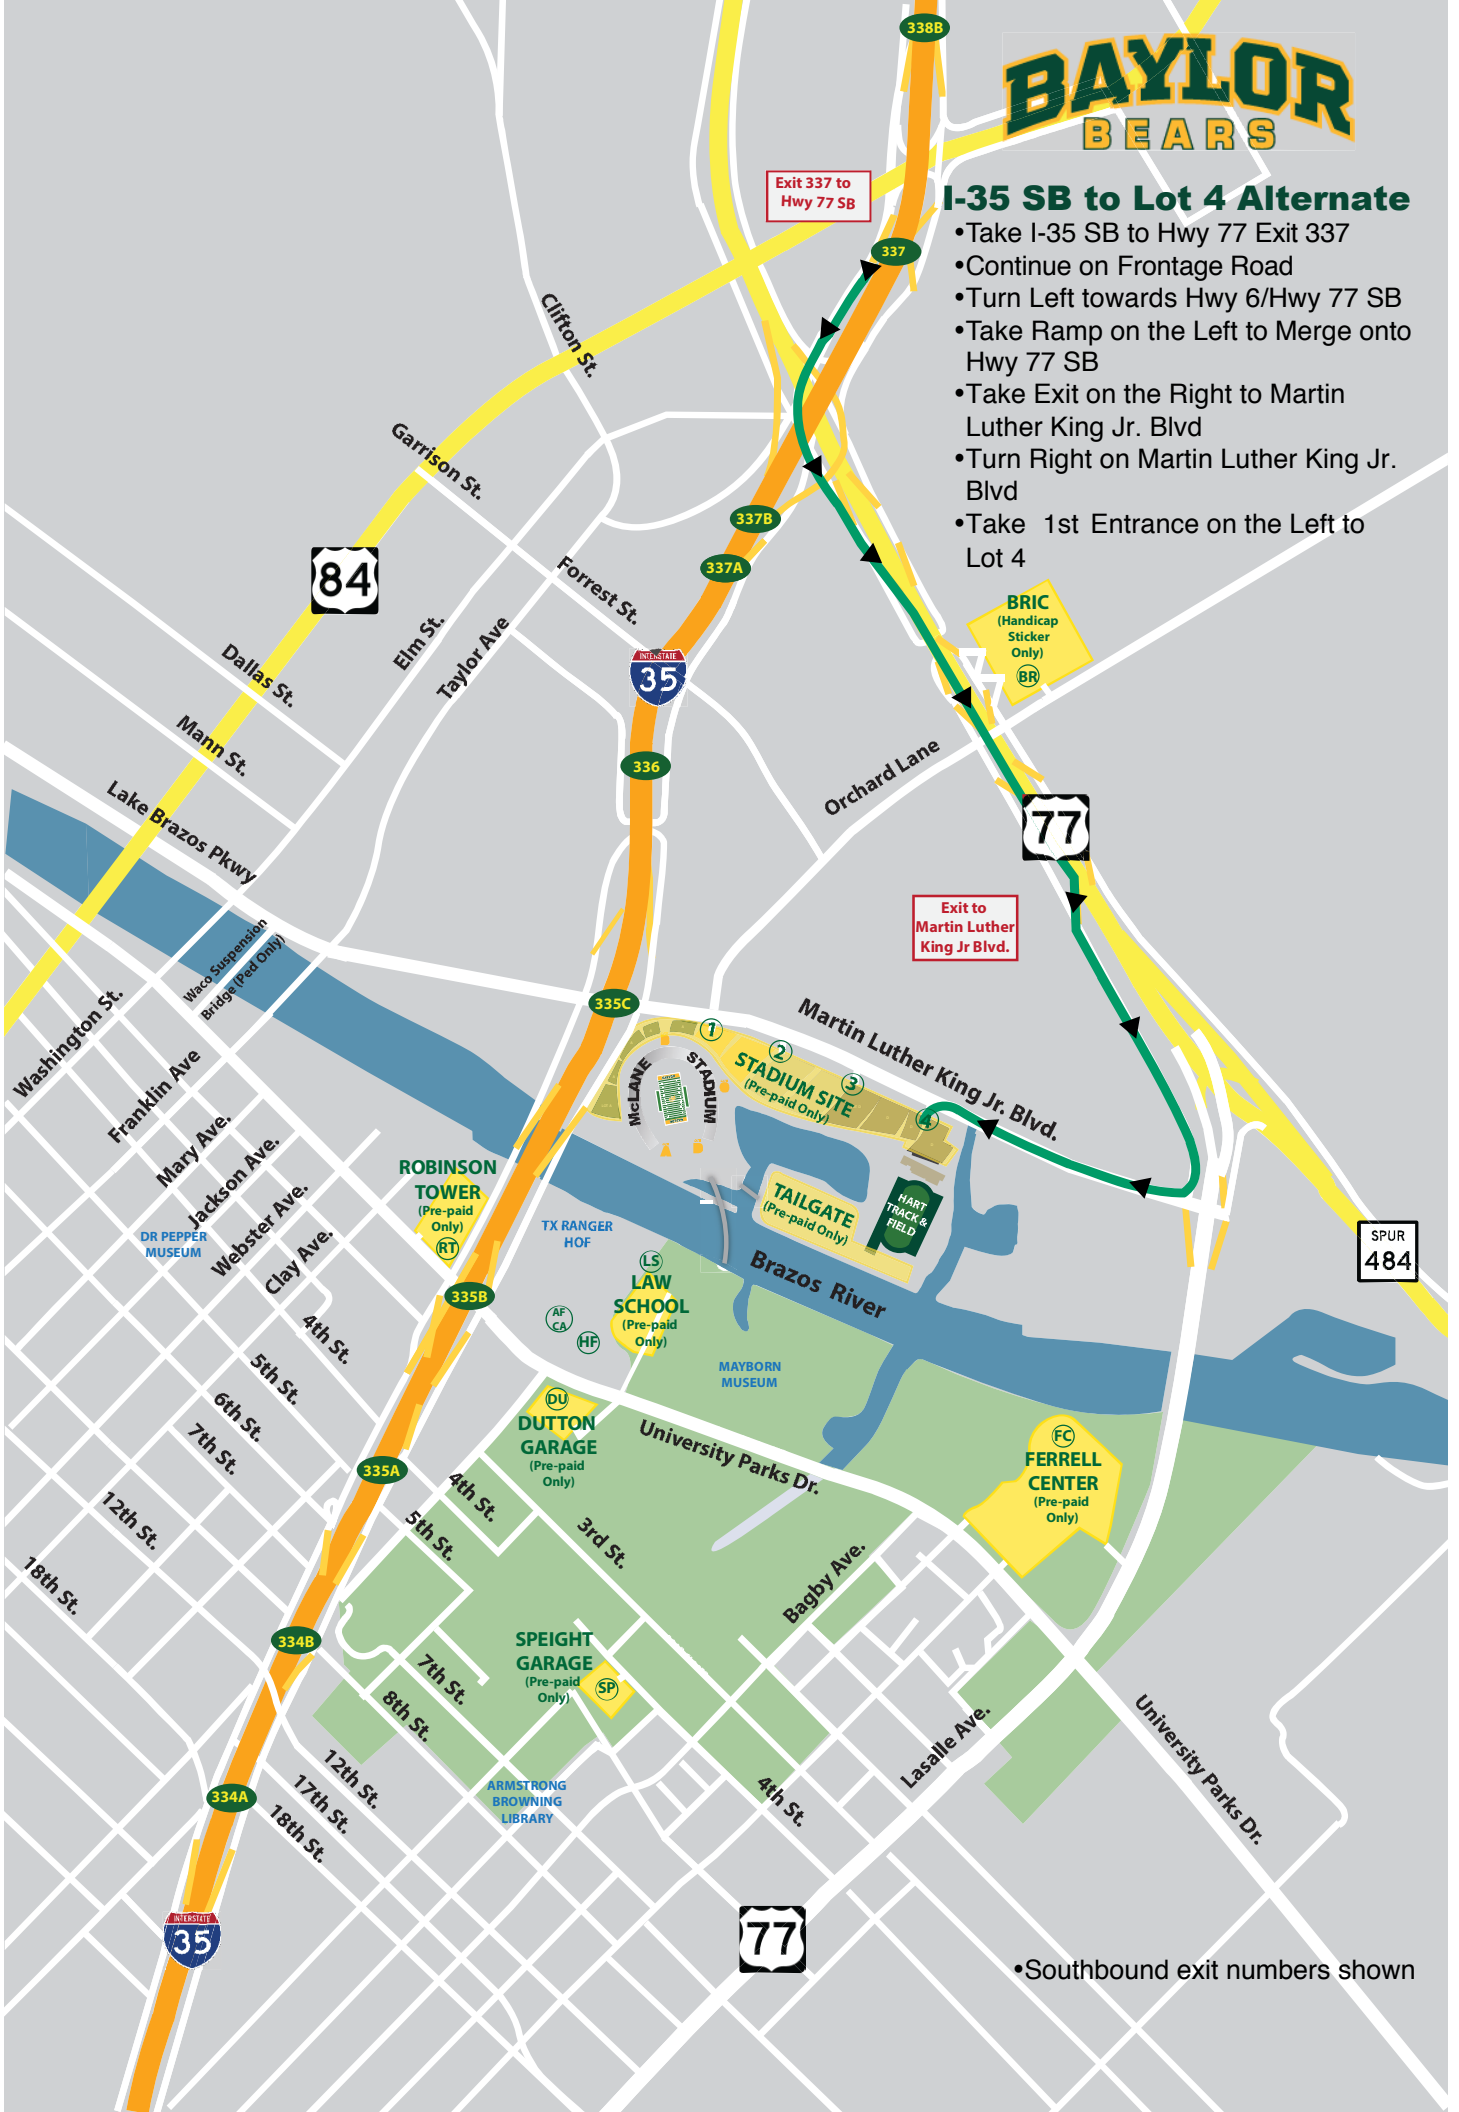 338B
BAYLOR
BEARS
Exit 337 to
Hwy 77 SB
I-35 SB to Lot 4 Alternate
•Take I-35 SB to Hwy 77 Exit 337
•Continue on Frontage Road
•Turn Left towards Hwy 6/Hwy 77 SB
•Take Ramp on the Left to Merge onto
Hwy 77 SB
•Take Exit on the Right to Martin
Luther King Jr. Blvd
•Turn Right on Martin Luther King Jr.
Blvd
•Take 1st Entrance on the Left to
Lot 4
337
Clifton St.
Garrison St.
337B
337A
84
Forrest St.
Elm St.
Taylor Ave
BRIC
(Handicap
Sticker
Only)
BR
INTERSTATE
35
Dallas St.
Mann St.
336
Orchard Lane
Lake Brazos Pkwy
77
Exit to
Martin Luther
King Jr Blvd.
Waco Suspension
Bridge (Ped Only)
335C
Washington St.
Franklin Ave
Mary Ave.
Jackson Ave.
Webster Ave.
Clay Ave.
Martin Luther King Jr. Blvd.
1
2
3
4
STADIUM SITE
(Pre-paid Only)
McLANE
STADIUM
ROBINSON
TOWER
(Pre-paid
Only)
RT
DR PEPPER
MUSEUM
TX RANGER
HOF
TAILGATE
(Pre-paid Only)
HART
TRACK &
FIELD
SPUR
484
Brazos River
335B
LS
LAW
SCHOOL
(Pre-paid
Only)
AF
CA
HF
4th St.
5th St.
6th St.
7th St.
12th St.
18th St.
MAYBORN
MUSEUM
DU
DUTTON
GARAGE
(Pre-paid
Only)
University Parks Dr.
FC
FERRELL
CENTER
(Pre-paid
Only)
335A
4th St.
5th St.
3rd St.
Bagby Ave.
334B
SPEIGHT
GARAGE
(Pre-paid
Only)
SP
7th St.
8th St.
Lasalle Ave.
University Parks Dr.
12th St.
17th St.
18th St.
334A
ARMSTRONG
BROWNING
LIBRARY
4th St.
INTERSTATE
35
77
•Southbound exit numbers shown